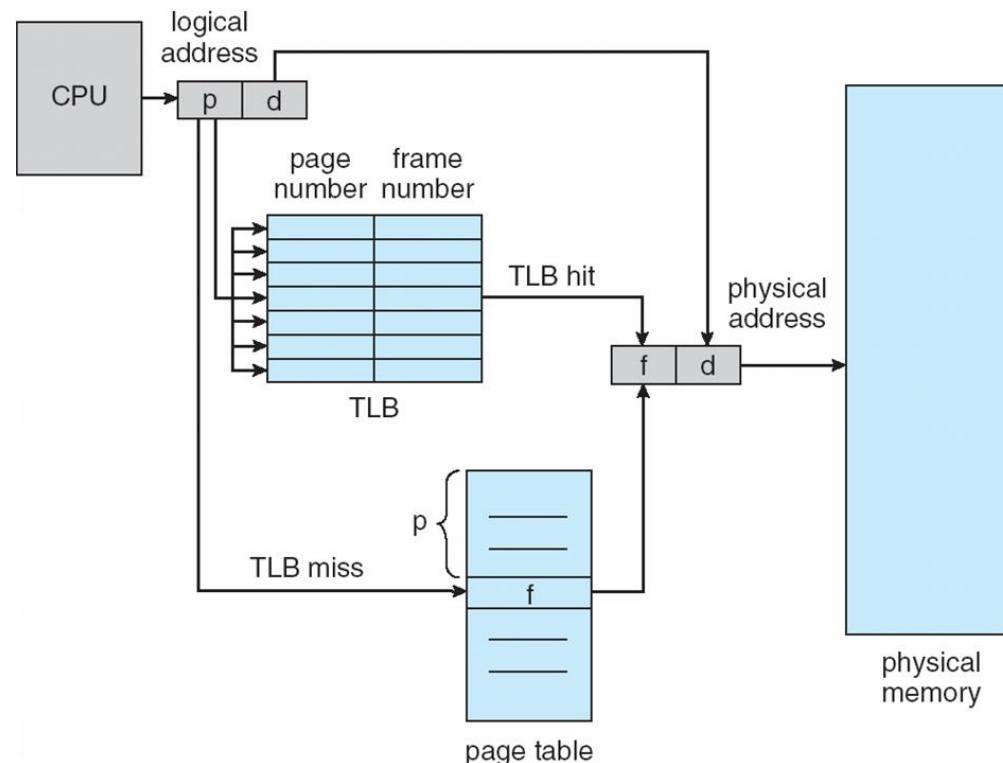 logical
address
CPU
p
d
page
number
frame
number
TLB hit
physical
address
f
d
TLB
p
TLB miss
f
physical
memory
page table